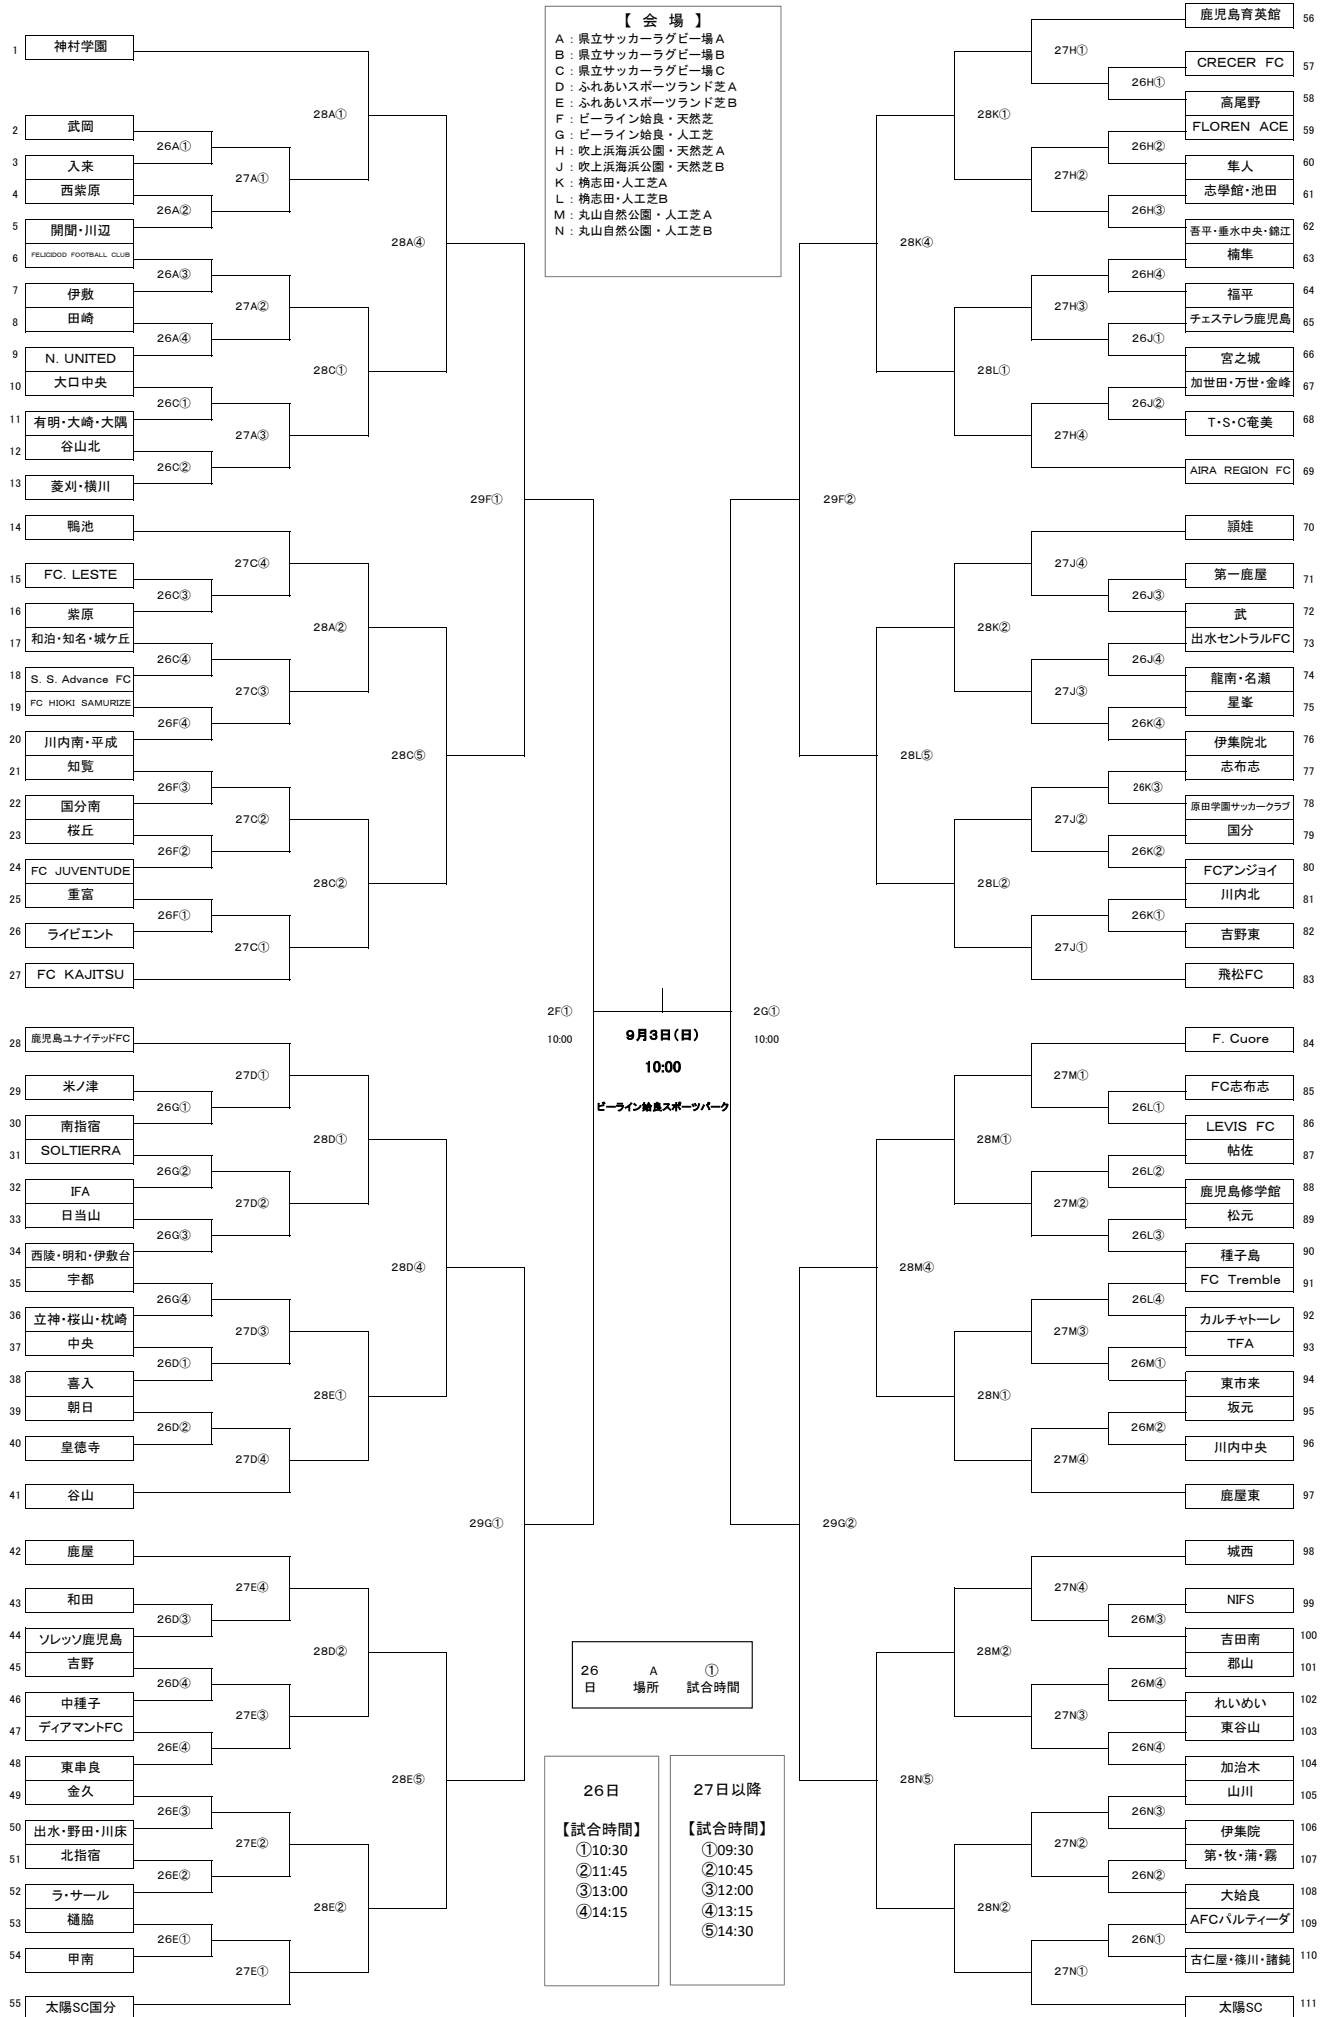 【 会 場 】
A : 県立サッカーラグビー場A
B : 県立サッカーラグビー場B
C : 県立サッカーラグビー場C
D : ふれあいスポーツランド芝A
E : ふれあいスポーツランド芝B
F : ビーライン姶良・天然芝
G : ビーライン姶良・人工芝
H : 吹上浜海浜公園・天然芝A
J : 吹上浜海浜公園・天然芝B
K : 桷志田・人工芝A
L : 桷志田・人工芝B
M : 丸山自然公園・人工芝A
N : 丸山自然公園・人工芝B
1 神村学園
2 武岡
3 入来
4 西紫原
5 開聞・川辺
6 FELICIDOD FOOTBALL CLUB
7 伊敷
8 田崎
9 N. UNITED
10 大口中央
11 有明・大崎・大隅
12 谷山北
13 菱刈・横川
14 鴨池
15 FC. LESTE
16 紫原
17 和泊・知名・城ケ丘
18 S. S. Advance FC
19 FC HIOKI SAMURIZE
20 川内南・平成
21 知覧
22 国分南
23 桜丘
24 FC JUVENTUDE
25 重富
26 ライビエント
27 FC KAJITSU
28 鹿児島ユナイテッドFC
29 米ノ津
30 南指宿
31 SOLTIERRA
32 IFA
33 日当山
34 西陵・明和・伊敷台
35 宇都
36 立神・桜山・枕崎
37 中央
38 喜入
39 朝日
40 皇徳寺
41 谷山
42 鹿屋
43 和田
44 ソレッソ鹿児島
45 吉野
46 中種子
47 ディアマントFC
48 東串良
49 金久
50 出水・野田・川床
51 北指宿
52 ラ・サール
53 樋脇
54 甲南
55 太陽SC国分
26A①
26A②
26A③
26A④
26C①
26C②
26C③
26C④
26F④
26F③
26F②
26F①
26G①
26G②
26G③
26G④
26D①
26D②
26D③
26D④
26E④
26E③
26E②
26E①
27A①
27A②
27A③
27C④
27C③
27C②
27C①
27D①
27D②
27D③
27D④
27E④
27E③
27E②
27E①
28A①
28C①
28A②
28C②
28D①
28E①
28D②
28E②
28A④
28C⑤
28D④
28E⑤
29F①
29G①
2F①
10:00
9月3日(日)
10:00
ビーライン姶良スポーツパーク
2G①
10:00
29F②
29G②
28K④
28L⑤
28M④
28N⑤
28K①
28L①
28K②
28L②
28M①
28N①
28M②
28N②
27H①
27H②
27H③
27H④
27J④
27J③
27J②
27J①
27M①
27M②
27M③
27M④
27N④
27N③
27N②
27N①
26H①
26H②
26H③
26H④
26J①
26J②
26J③
26J④
26K④
26K③
26K②
26K①
26L①
26L②
26L③
26L④
26M①
26M②
26M③
26M④
26N④
26N③
26N②
26N①
鹿児島育英館 56
CRECER FC 57
高尾野 58
FLOREN ACE 59
隼人 60
志學館・池田 61
吾平・垂水中央・錦江 62
楠隼 63
福平 64
チェステレラ鹿児島 65
宮之城 66
加世田・万世・金峰 67
T・S・C奄美 68
AIRA REGION FC 69
頴娃 70
第一鹿屋 71
武 72
出水セントラルFC 73
龍南・名瀬 74
星峯 75
伊集院北 76
志布志 77
原田学園サッカークラブ 78
国分 79
FCアンジョイ 80
川内北 81
吉野東 82
飛松FC 83
F. Cuore 84
FC志布志 85
LEVIS FC 86
帖佐 87
鹿児島修学館 88
松元 89
種子島 90
FC Tremble 91
カルチャトーレ 92
TFA 93
東市来 94
坂元 95
川内中央 96
鹿屋東 97
城西 98
NIFS 99
吉田南 100
郡山 101
れいめい 102
東谷山 103
加治木 104
山川 105
伊集院 106
第・牧・蒲・霧 107
大姶良 108
AFCパルティーダ 109
古仁屋・篠川・諸鈍 110
太陽SC 111
26 A ①
日 場所 試合時間
26日
【試合時間】
①10:30
②11:45
③13:00
④14:15
27日以降
【試合時間】
①09:30
②10:45
③12:00
④13:15
⑤14:30